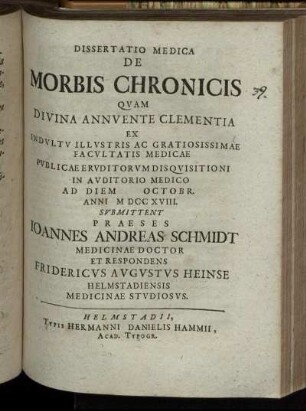 DISSERTATIO MEDICA
DE
MORBIS CHRONICIS
39.
QVAM
DIVINA ANNVENTE CLEMENTIA
EX
INDVLTV ILLVSTRIS AC GRATIOSISSIMAE
FACVLTATIS MEDICAE
PVBLICAE ERVDITORVM DISQVISITIONI
IN AVDITORIO MEDICO
AD DIEM OCTOBR.
ANNI M DCC XVIII.
SVBMITTENT
PRAESES
IOANNES ANDREAS SCHMIDT
MEDICINAE DOCTOR
ET RESPONDENS
FRIDERICVS AVGVSTVS HEINSE
HELMSTADIENSIS
MEDICINAE STVDIOSVS.
HELMSTADII,
TYPIS HERMANNI DANIELIS HAMMII,
ACAD. TYPOGR.